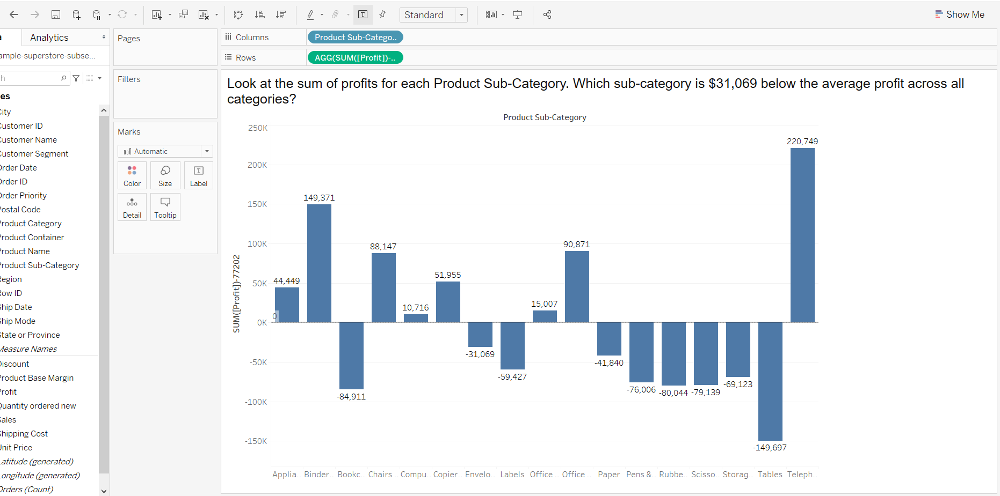 Standard
Show Me
a
Analytics
ample-superstore-subse...
h
es
City
Customer ID
Customer Name
Customer Segment
Order Date
Order ID
Order Priority
Postal Code
Product Category
Product Container
Product Name
Product Sub-Category
Region
Row ID
Ship Date
Ship Mode
State or Province
Measure Names
Discount
Product Base Margin
Profit
Quantity ordered new
Sales
Shipping Cost
Unit Price
Latitude (generated)
Longitude (generated)
Orders (Count)
Pages
Filters
Marks
Automatic
Color
Size
Label
Detail
Tooltip
Columns
Product Sub-Catego..
Rows
AGG(SUM([Profit])-..
Look at the sum of profits for each Product Sub-Category. Which sub-category is $31,069 below the average profit across all
categories?
Product Sub-Category
SUM([Profit])-77202
250K
200K
150K
100K
50K
0K
-50K
-100K
-150K
0
44,449
149,371
-84,911
88,147
10,716
51,955
-31,069
-59,427
15,007
90,871
-41,840
-76,006
-80,044
-79,139
-69,123
-149,697
220,749
Applia.. Binder.. Bookc.. Chairs .. Compu.. Copier.. Envelo.. Labels Office .. Office .. Paper Pens &.. Rubbe.. Scisso.. Storag.. Tables Teleph..